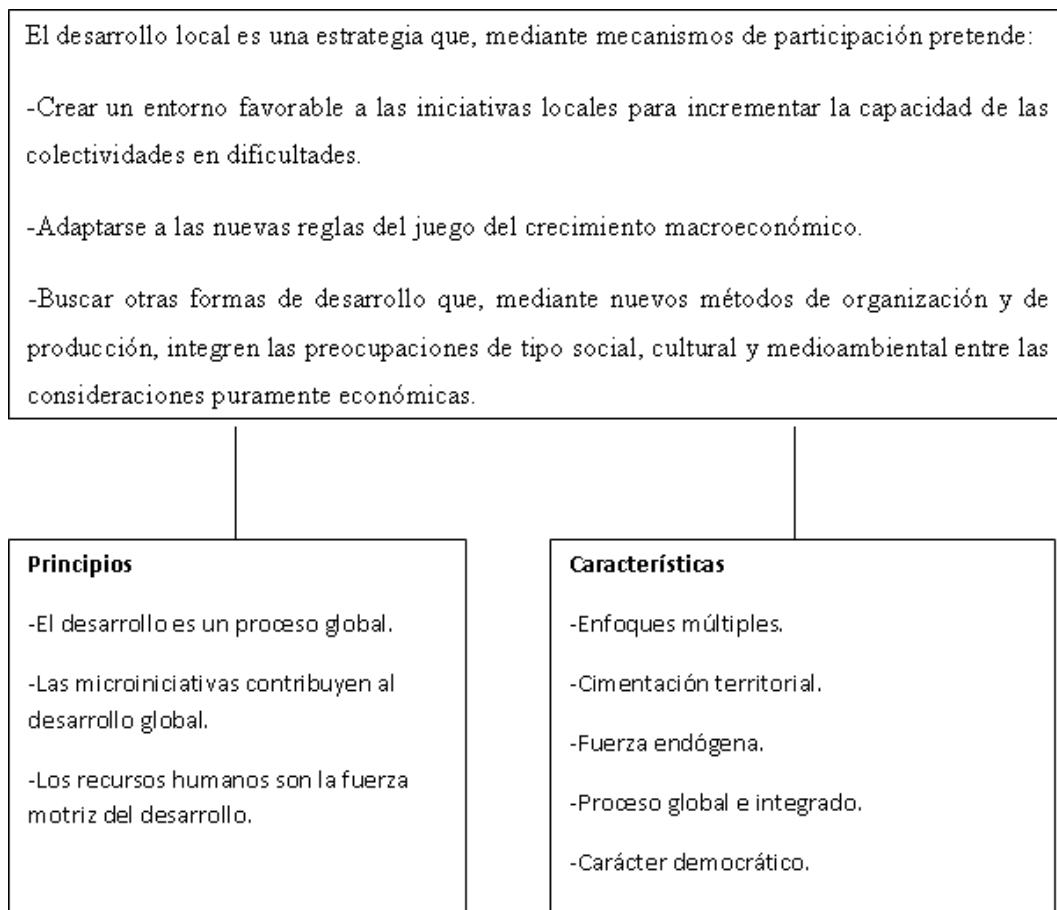 El desarrollo local es una estrategia que, mediante mecanismos de participación pretende:
-Crear un entorno favorable a las iniciativas locales para incrementar la capacidad de las
colectividades en dificultades.
-Adaptarse a las nuevas reglas del juego del crecimiento macroeconómico.
-Buscar otras formas de desarrollo que, mediante nuevos métodos de organización y de
producción, integren las preocupaciones de tipo social, cultural y medioambiental entre las
consideraciones puramente económicas.
Principios
-El desarrollo es un proceso global.
-Las microiniciativas contribuyen al
desarrollo global.
-Los recursos humanos son la fuerza
motriz del desarrollo.
Características
-Enfoques múltiples.
-Cimentación territorial.
-Fuerza endógena.
-Proceso global e integrado.
-Carácter democrático.